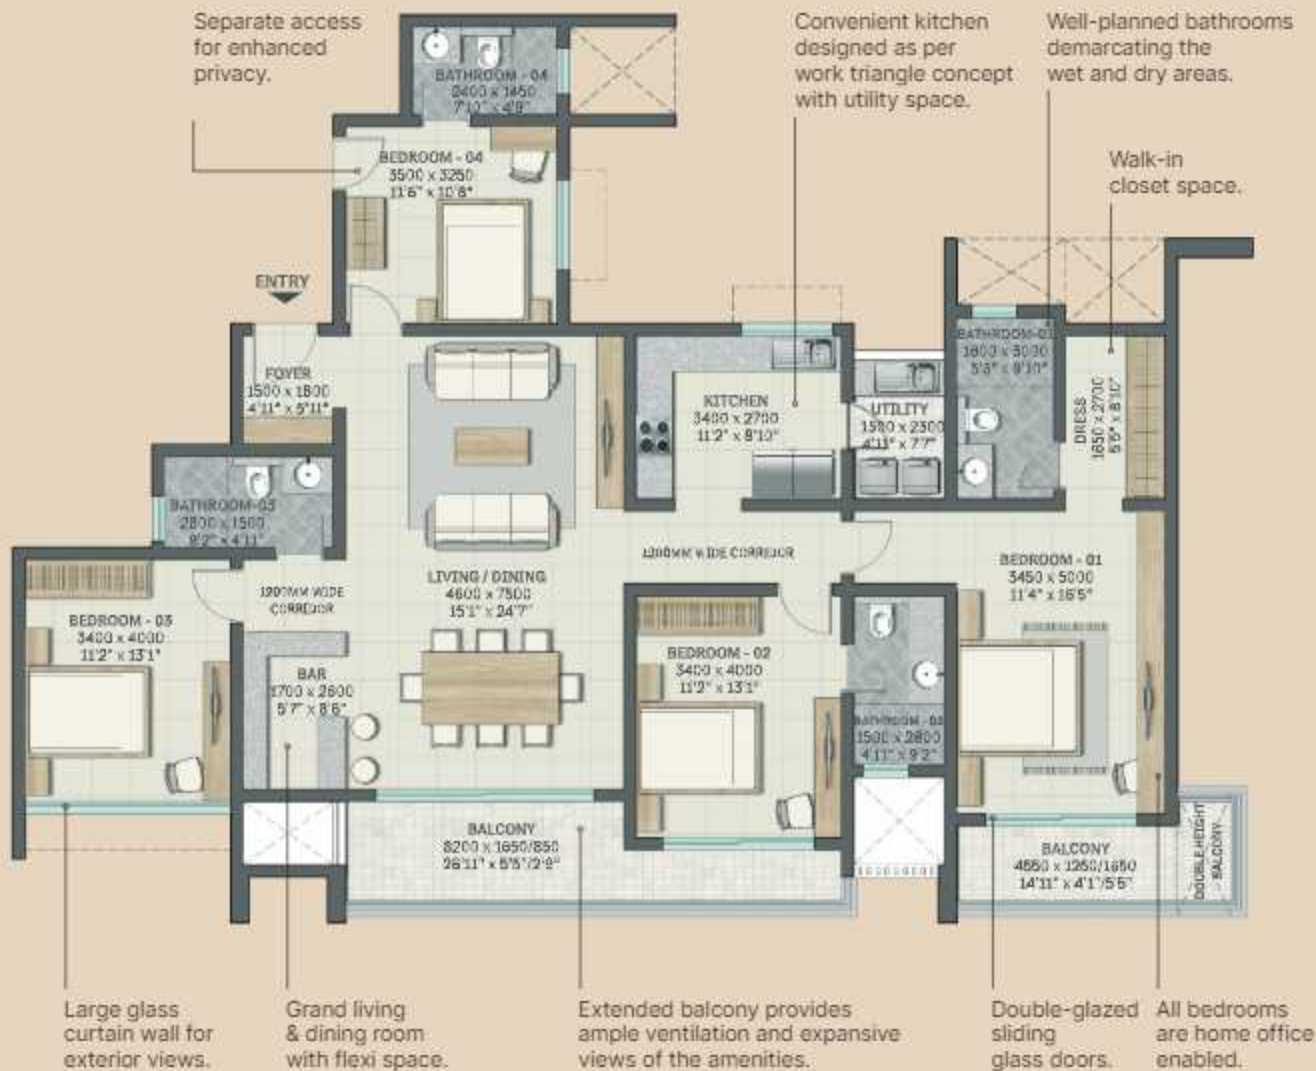 Separate access
for enhanced
privacy.
Convenient kitchen
designed as per
work triangle concept
with utility space.
Well-planned bathrooms
demarcating the
wet and dry areas.
Walk-in
closet space.
BATHROOM - 04
2400 x 1450
7'10" x 4'9"
BEDROOM - 04
3500 x 3250
11'6" x 10'8"
ENTRY
FOYER
1500 x 1800
4'11" x 5'11"
KITCHEN
3400 x 2700
11'2" x 8'10"
UTILITY
1500 x 2300
4'11" x 7'7"
BATHROOM-01
1600 x 3000
5'3" x 9'10"
DRESS
1650 x 2700
5'5" x 8'10"
BATHROOM-03
2800 x 1500
9'2" x 4'11"
1200MM WIDE CORRIDOR
1200MM WIDE
CORRIDOR
LIVING / DINING
4600 x 7500
15'1" x 24'7"
BEDROOM - 01
3450 x 5000
11'4" x 16'5"
BEDROOM - 03
3400 x 4000
11'2" x 13'1"
BEDROOM - 02
3400 x 4000
11'2" x 13'1"
BAR
1700 x 2600
5'7" x 8'6"
BATHROOM - 02
1500 x 2800
4'11" x 9'2"
BALCONY
8200 x 1650/850
26'11" x 5'5"/2'9"
BALCONY
4550 x 1250/1650
14'11" x 4'1"/5'5"
DOUBLE HEIGHT
BALCONY
Large glass
curtain wall for
exterior views.
Grand living
& dining room
with flexi space.
Extended balcony provides
ample ventilation and expansive
views of the amenities.
Double-glazed
sliding
glass doors.
All bedrooms
are home office
enabled.